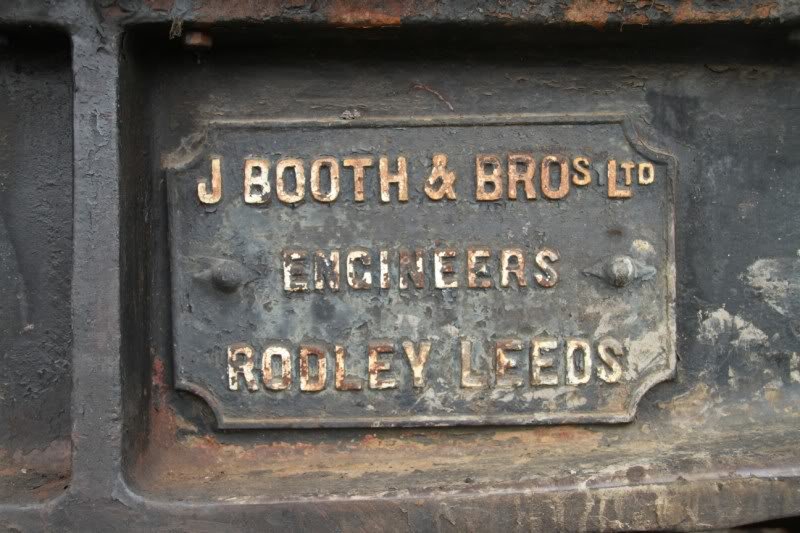 J BOOTH & BROS LTD
ENGINEERS
RODLEY LEEDS